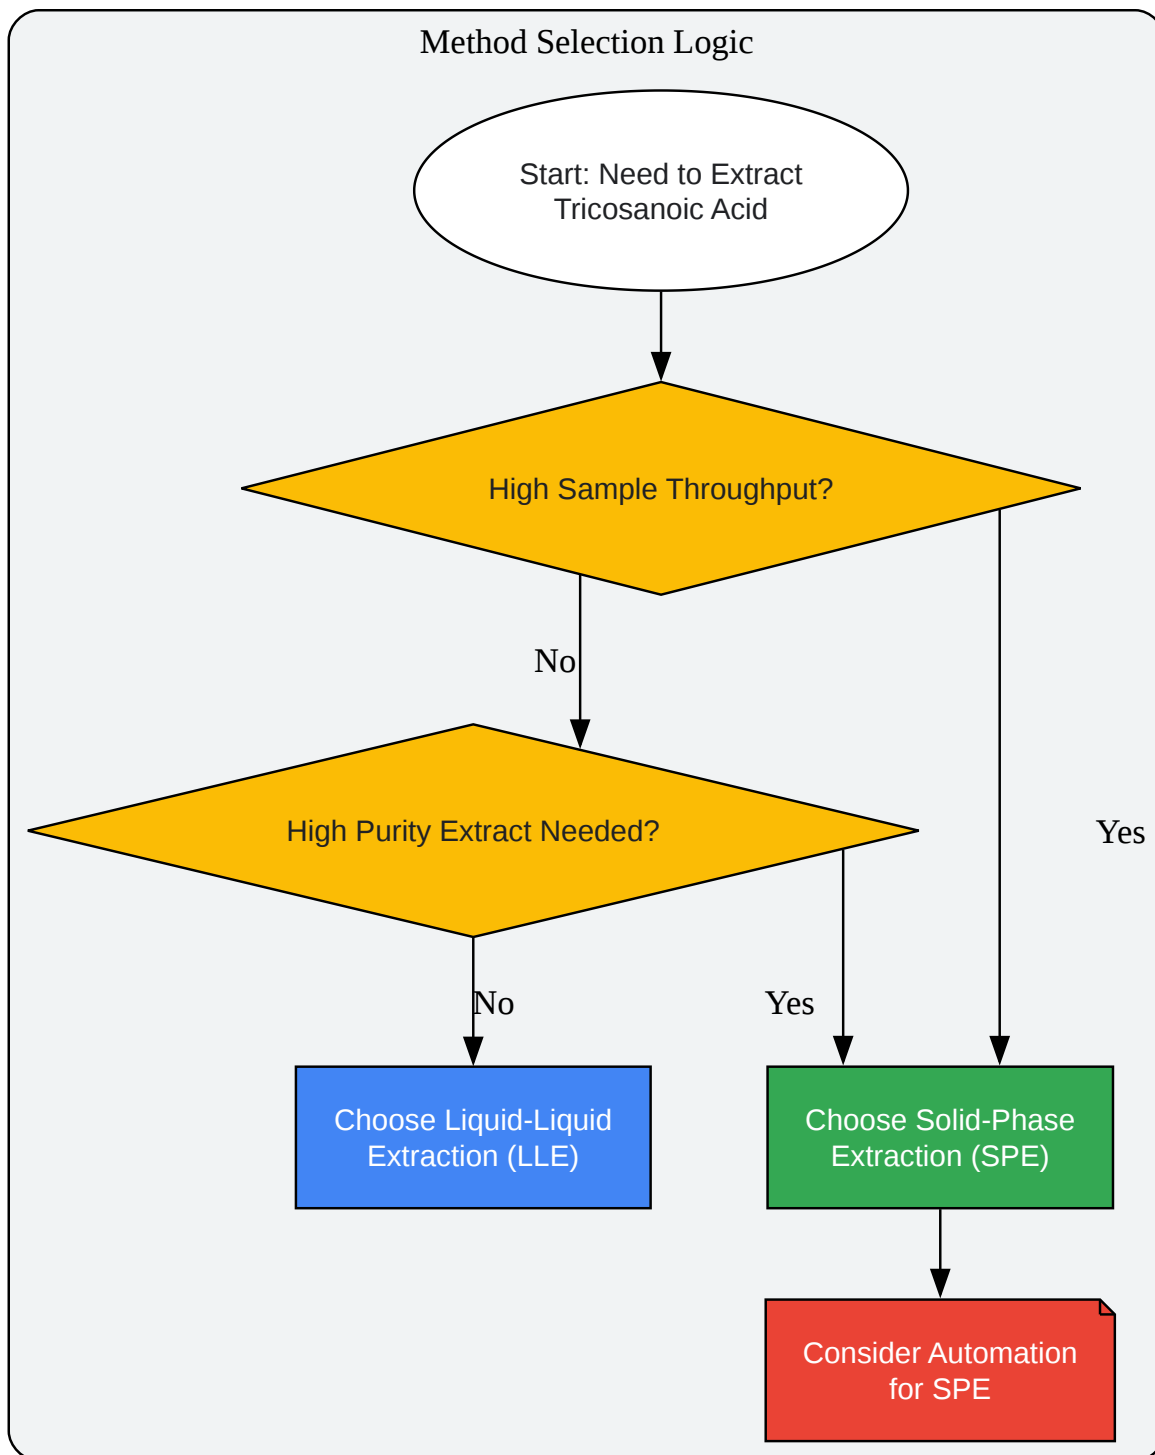 Method Selection Logic
Start: Need to Extract
Tricosanoic Acid
High Sample Throughput?
No
High Purity Extract Needed?
Yes
No
Yes
Choose Liquid-Liquid
Extraction (LLE)
Choose Solid-Phase
Extraction (SPE)
Consider Automation
for SPE